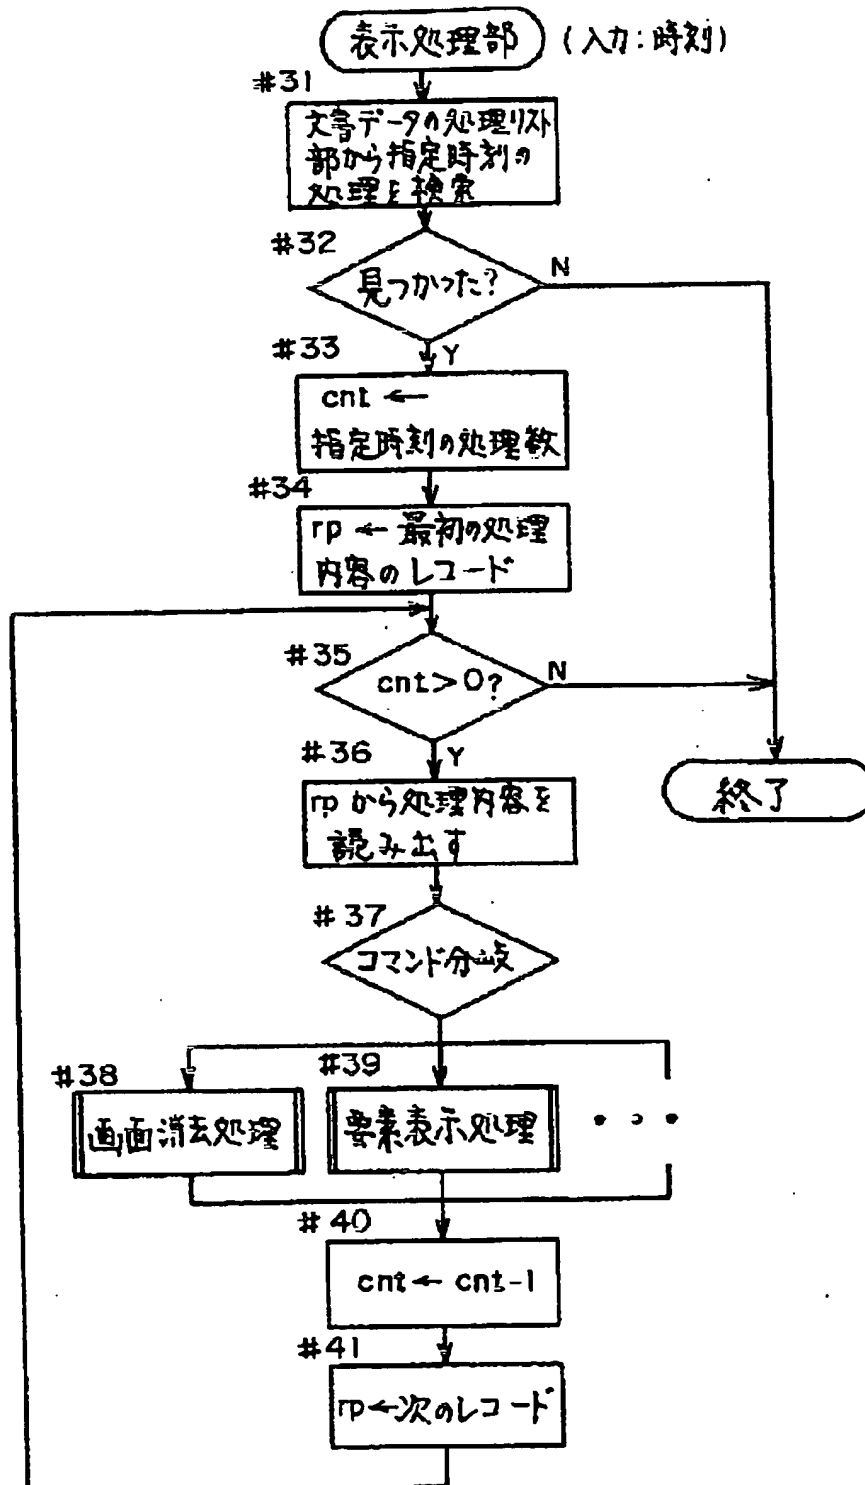 表示処理部 (入力:時刻)
#31
文書データの処理リスト
部から指定時刻の
処理を検索
#32
見つかった?
N
Y
#33
cnt ←
指定時刻の処理数
#34
rp ← 最初の処理
内容のレコード
#35
cnt > 0?
N
Y
#36
rp から処理内容を
読み出す
終了
#37
コマンド分岐
#38
画面消去処理
#39
要素表示処理
• • •
#40
cnt ← cnt-1
#41
rp ← 次のレコード